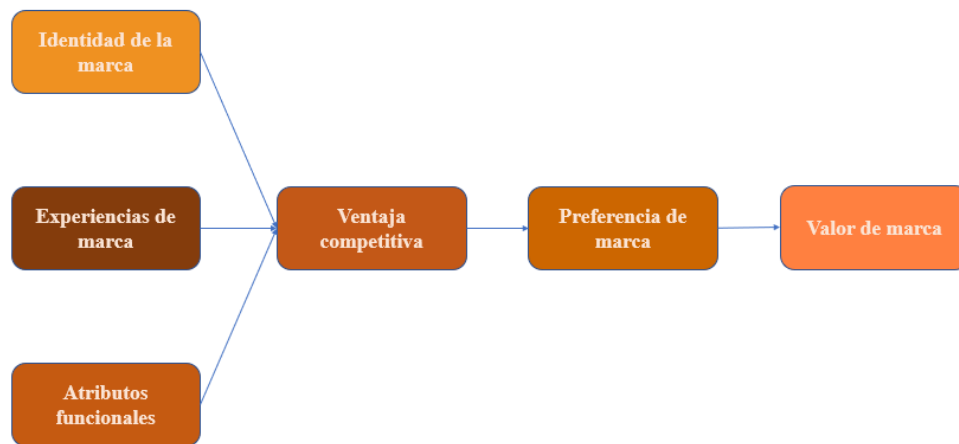 Identidad de la
marca
Experiencias de
marca
Ventaja
competitiva
Preferencia de
marca
Valor de marca
Atributos
funcionales